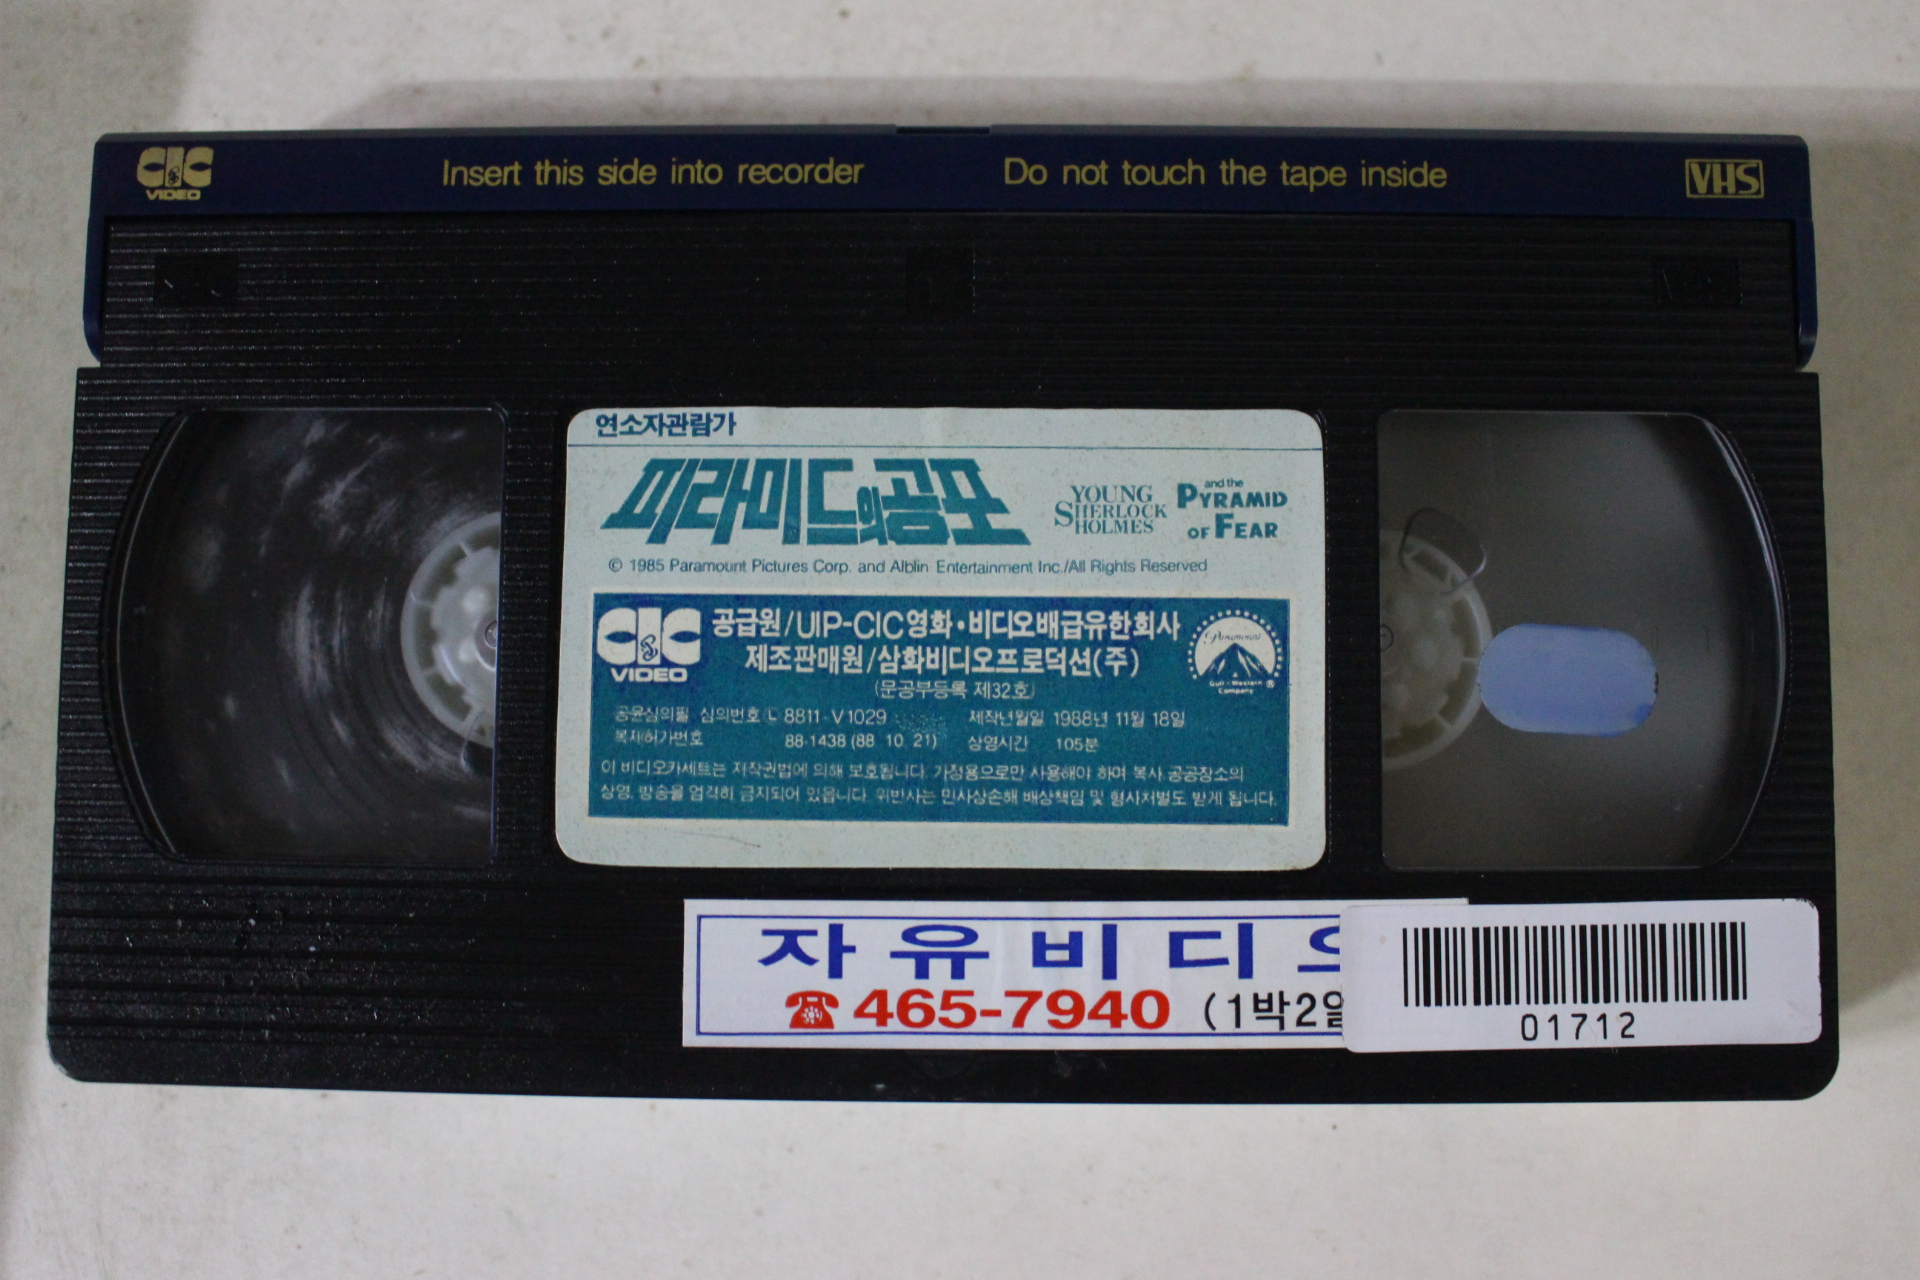 CIC VIDEO
Insert this side into recorder
Do not touch the tape inside
VHS
연소자관람가
피라미드의 공포
YOUNG SHERLOCK HOLMES and the PYRAMID OF FEAR
© 1985 Paramount Pictures Corp. and Alblin Entertainment Inc./All Rights Reserved
CIC VIDEO
공급원/UIP-CIC영화•비디오배급유한회사
제조판매원/삼화비디오프로덕션(주)
(문공부등록 제32호)
Paramount
Gulf + Western Company ®
공윤심의필 심의번호 Ⓛ 8811-V1029 제작년월일 1988년 11월 18일
복제허가번호 88-1438 (88 10 21) 상영시간 105분
이 비디오카세트는 저작권법에 의해 보호됩니다. 가정용으로만 사용해야 하며 복사 공공장소의
상영, 방송을 엄격히 금지되어 있읍니다. 위반사는 민사상손해 배상책임 및 형사처벌도 받게 됩니다.
자유비디오
☎465-7940 (1박2일
01712